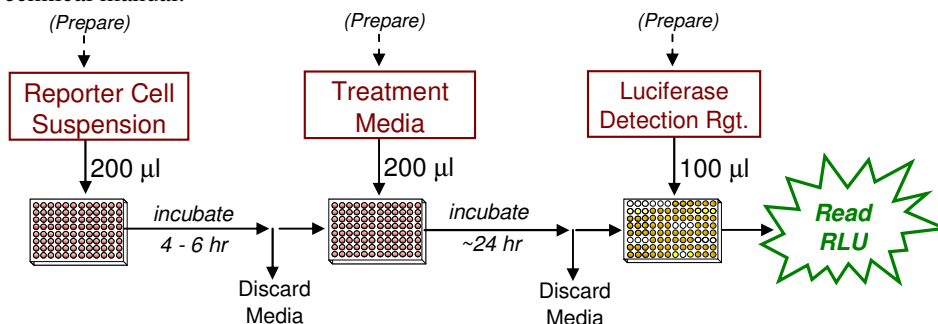 (Prepare)
(Prepare)
(Prepare)
Reporter Cell
Suspension
Treatment
Media
Luciferase
Detection Rgt.
200 µl
200 µl
100 µl
incubate
4 - 6 hr
incubate
~24 hr
Read
RLU
Discard
Media
Discard
Media